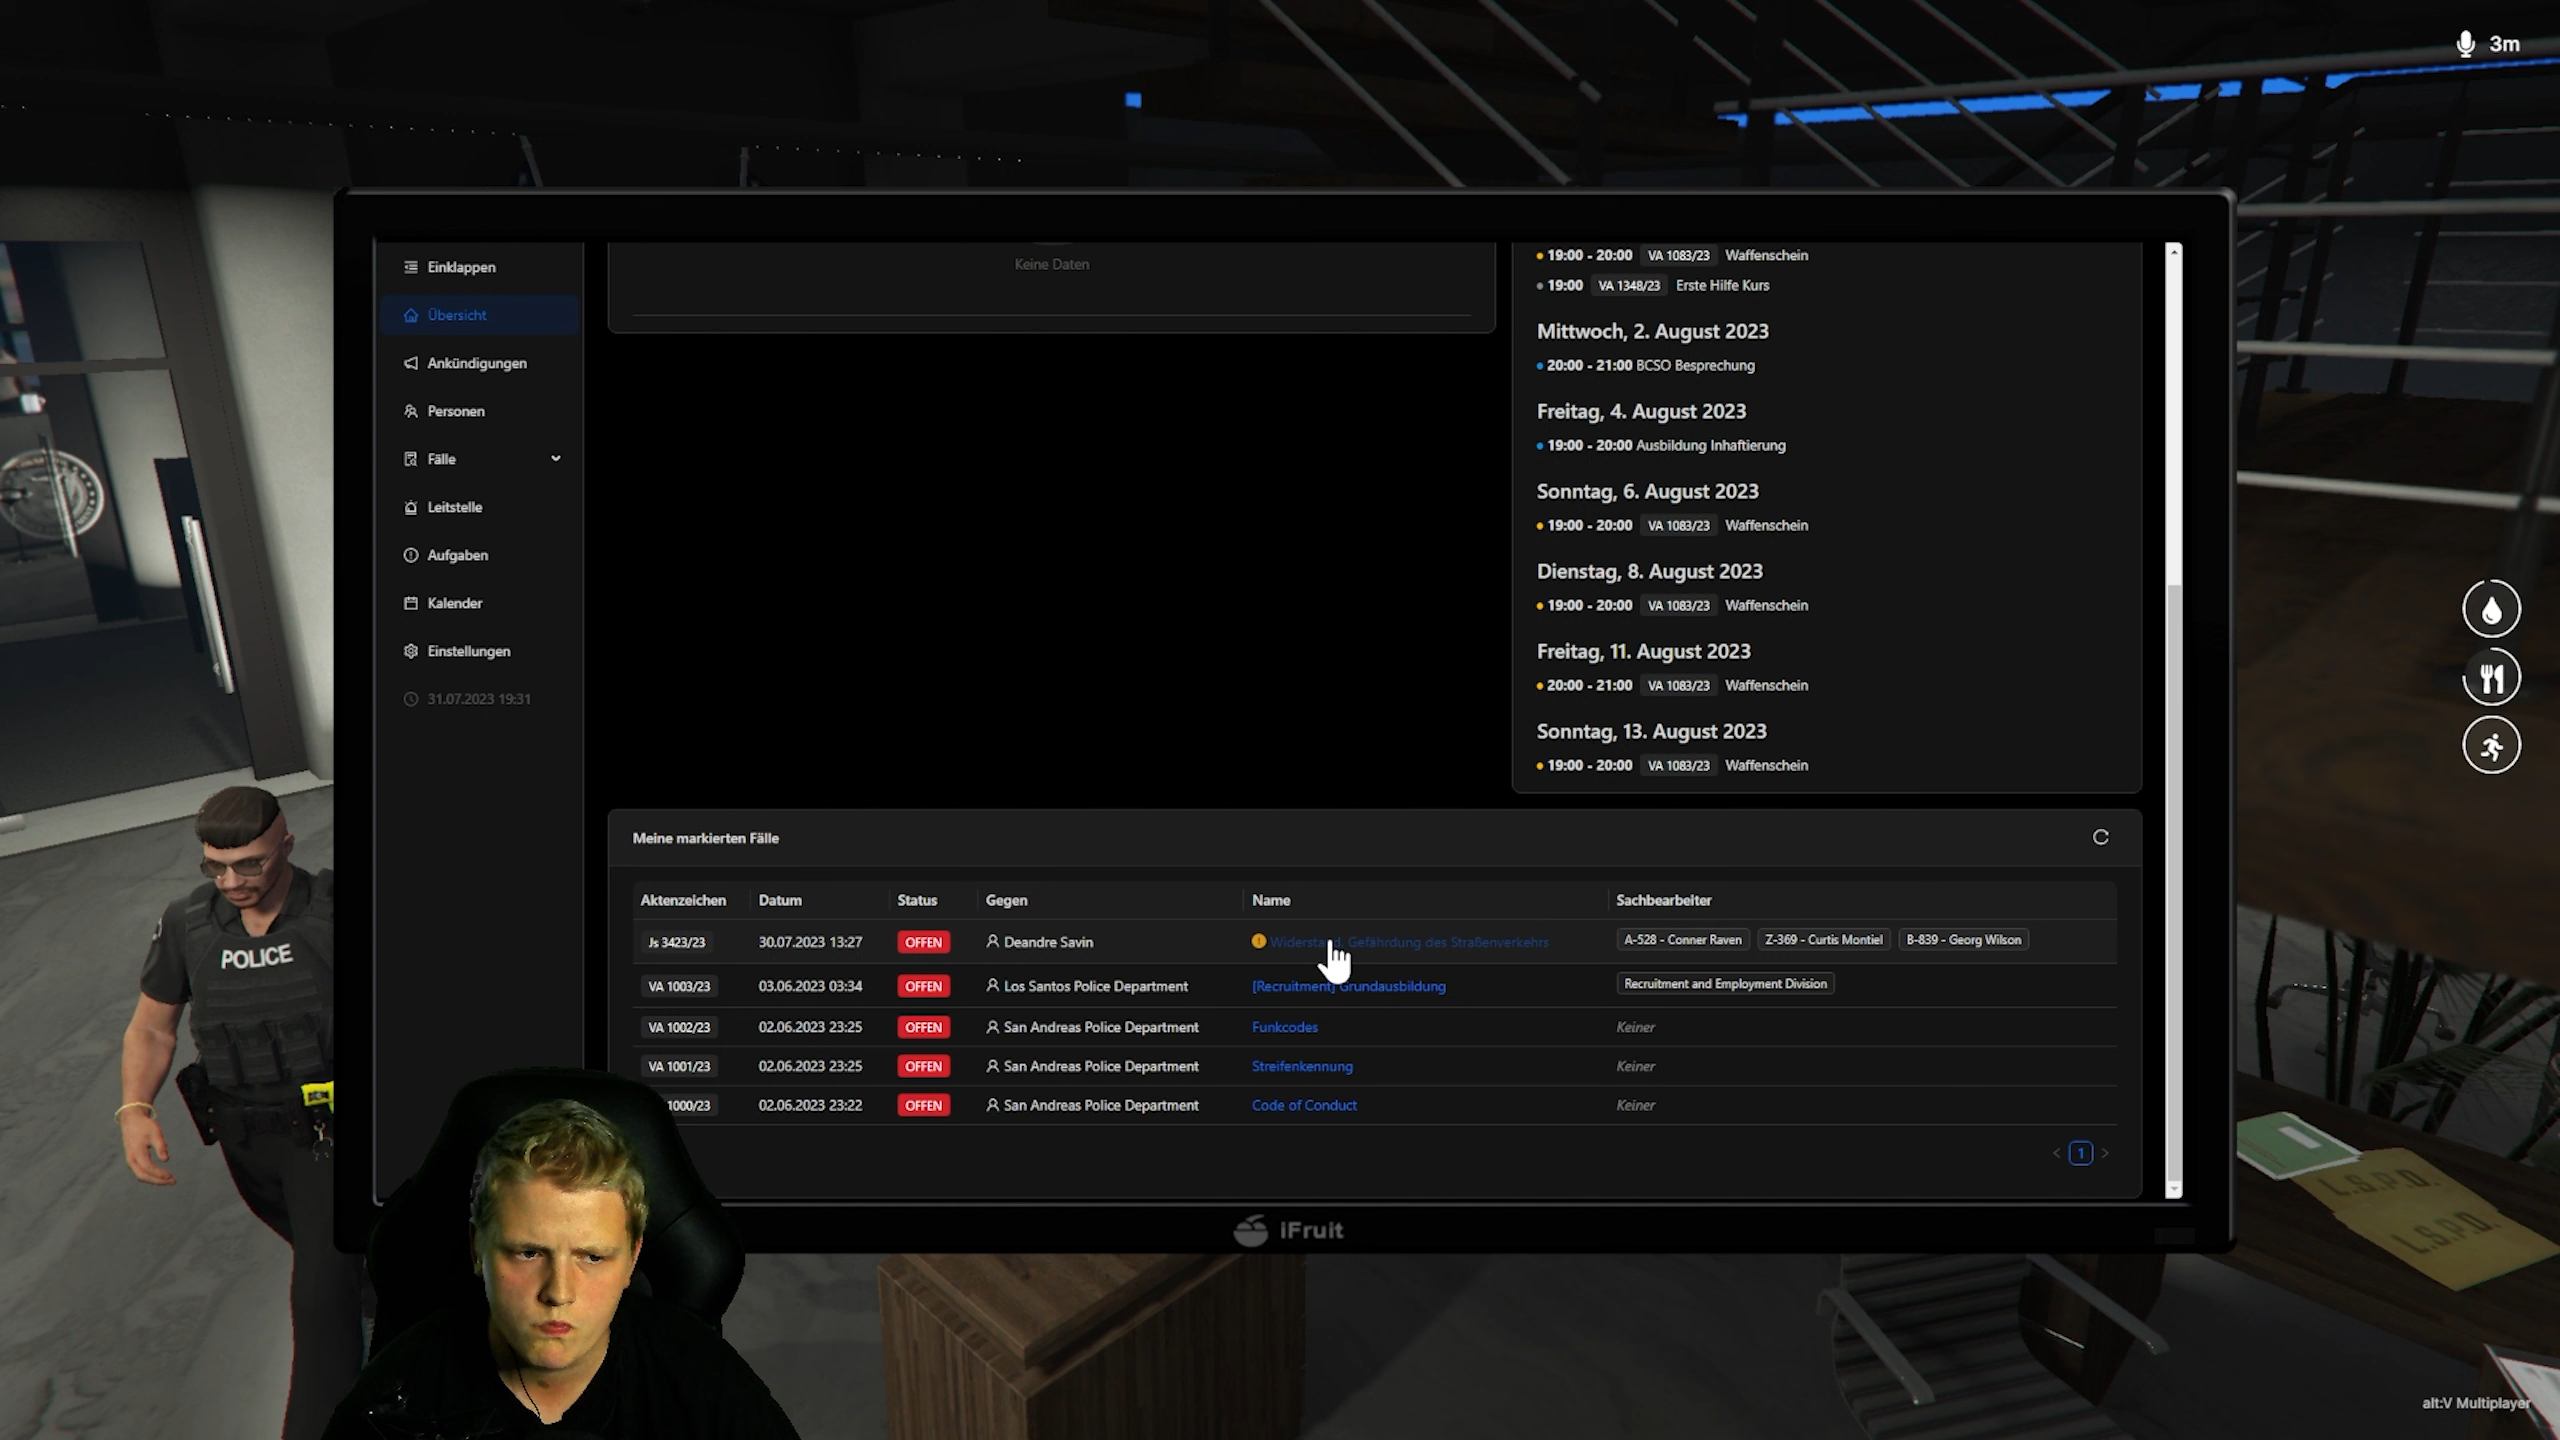 3m
Einklappen
Übersicht
Ankündigungen
Personen
Fälle
Leitstelle
Aufgaben
Kalender
Einstellungen
31.07.2023 19:31
Keine Daten
19:00 - 20:00 VA 1083/23 Waffenschein
19:00 VA 1348/23 Erste Hilfe Kurs
Mittwoch, 2. August 2023
20:00 - 21:00 BCSO Besprechung
Freitag, 4. August 2023
19:00 - 20:00 Ausbildung Inhaftierung
Sonntag, 6. August 2023
19:00 - 20:00 VA 1083/23 Waffenschein
Dienstag, 8. August 2023
19:00 - 20:00 VA 1083/23 Waffenschein
Freitag, 11. August 2023
20:00 - 21:00 VA 1083/23 Waffenschein
Sonntag, 13. August 2023
19:00 - 20:00 VA 1083/23 Waffenschein
Meine markierten Fälle
Aktenzeichen Datum Status Gegen Name Sachbearbeiter
Js 3423/23 30.07.2023 13:27 OFFEN Deandre Savin Gefährdung des Straßenverkehrs A-528 - Conner Raven Z-369 - Curtis Montiel B-839 - Georg Wilson
VA 1003/23 03.06.2023 03:34 OFFEN Los Santos Police Department [Recruitment] Grundausbildung Recruitment and Employment Division
VA 1002/23 02.06.2023 23:25 OFFEN San Andreas Police Department Funkcodes Keiner
VA 1001/23 02.06.2023 23:25 OFFEN San Andreas Police Department Streifenkennung Keiner
1000/23 02.06.2023 23:22 OFFEN San Andreas Police Department Code of Conduct Keiner
< 1 >
iFruit
POLICE
L.S.P.D.
L.S.P.D.
alt:V Multiplayer